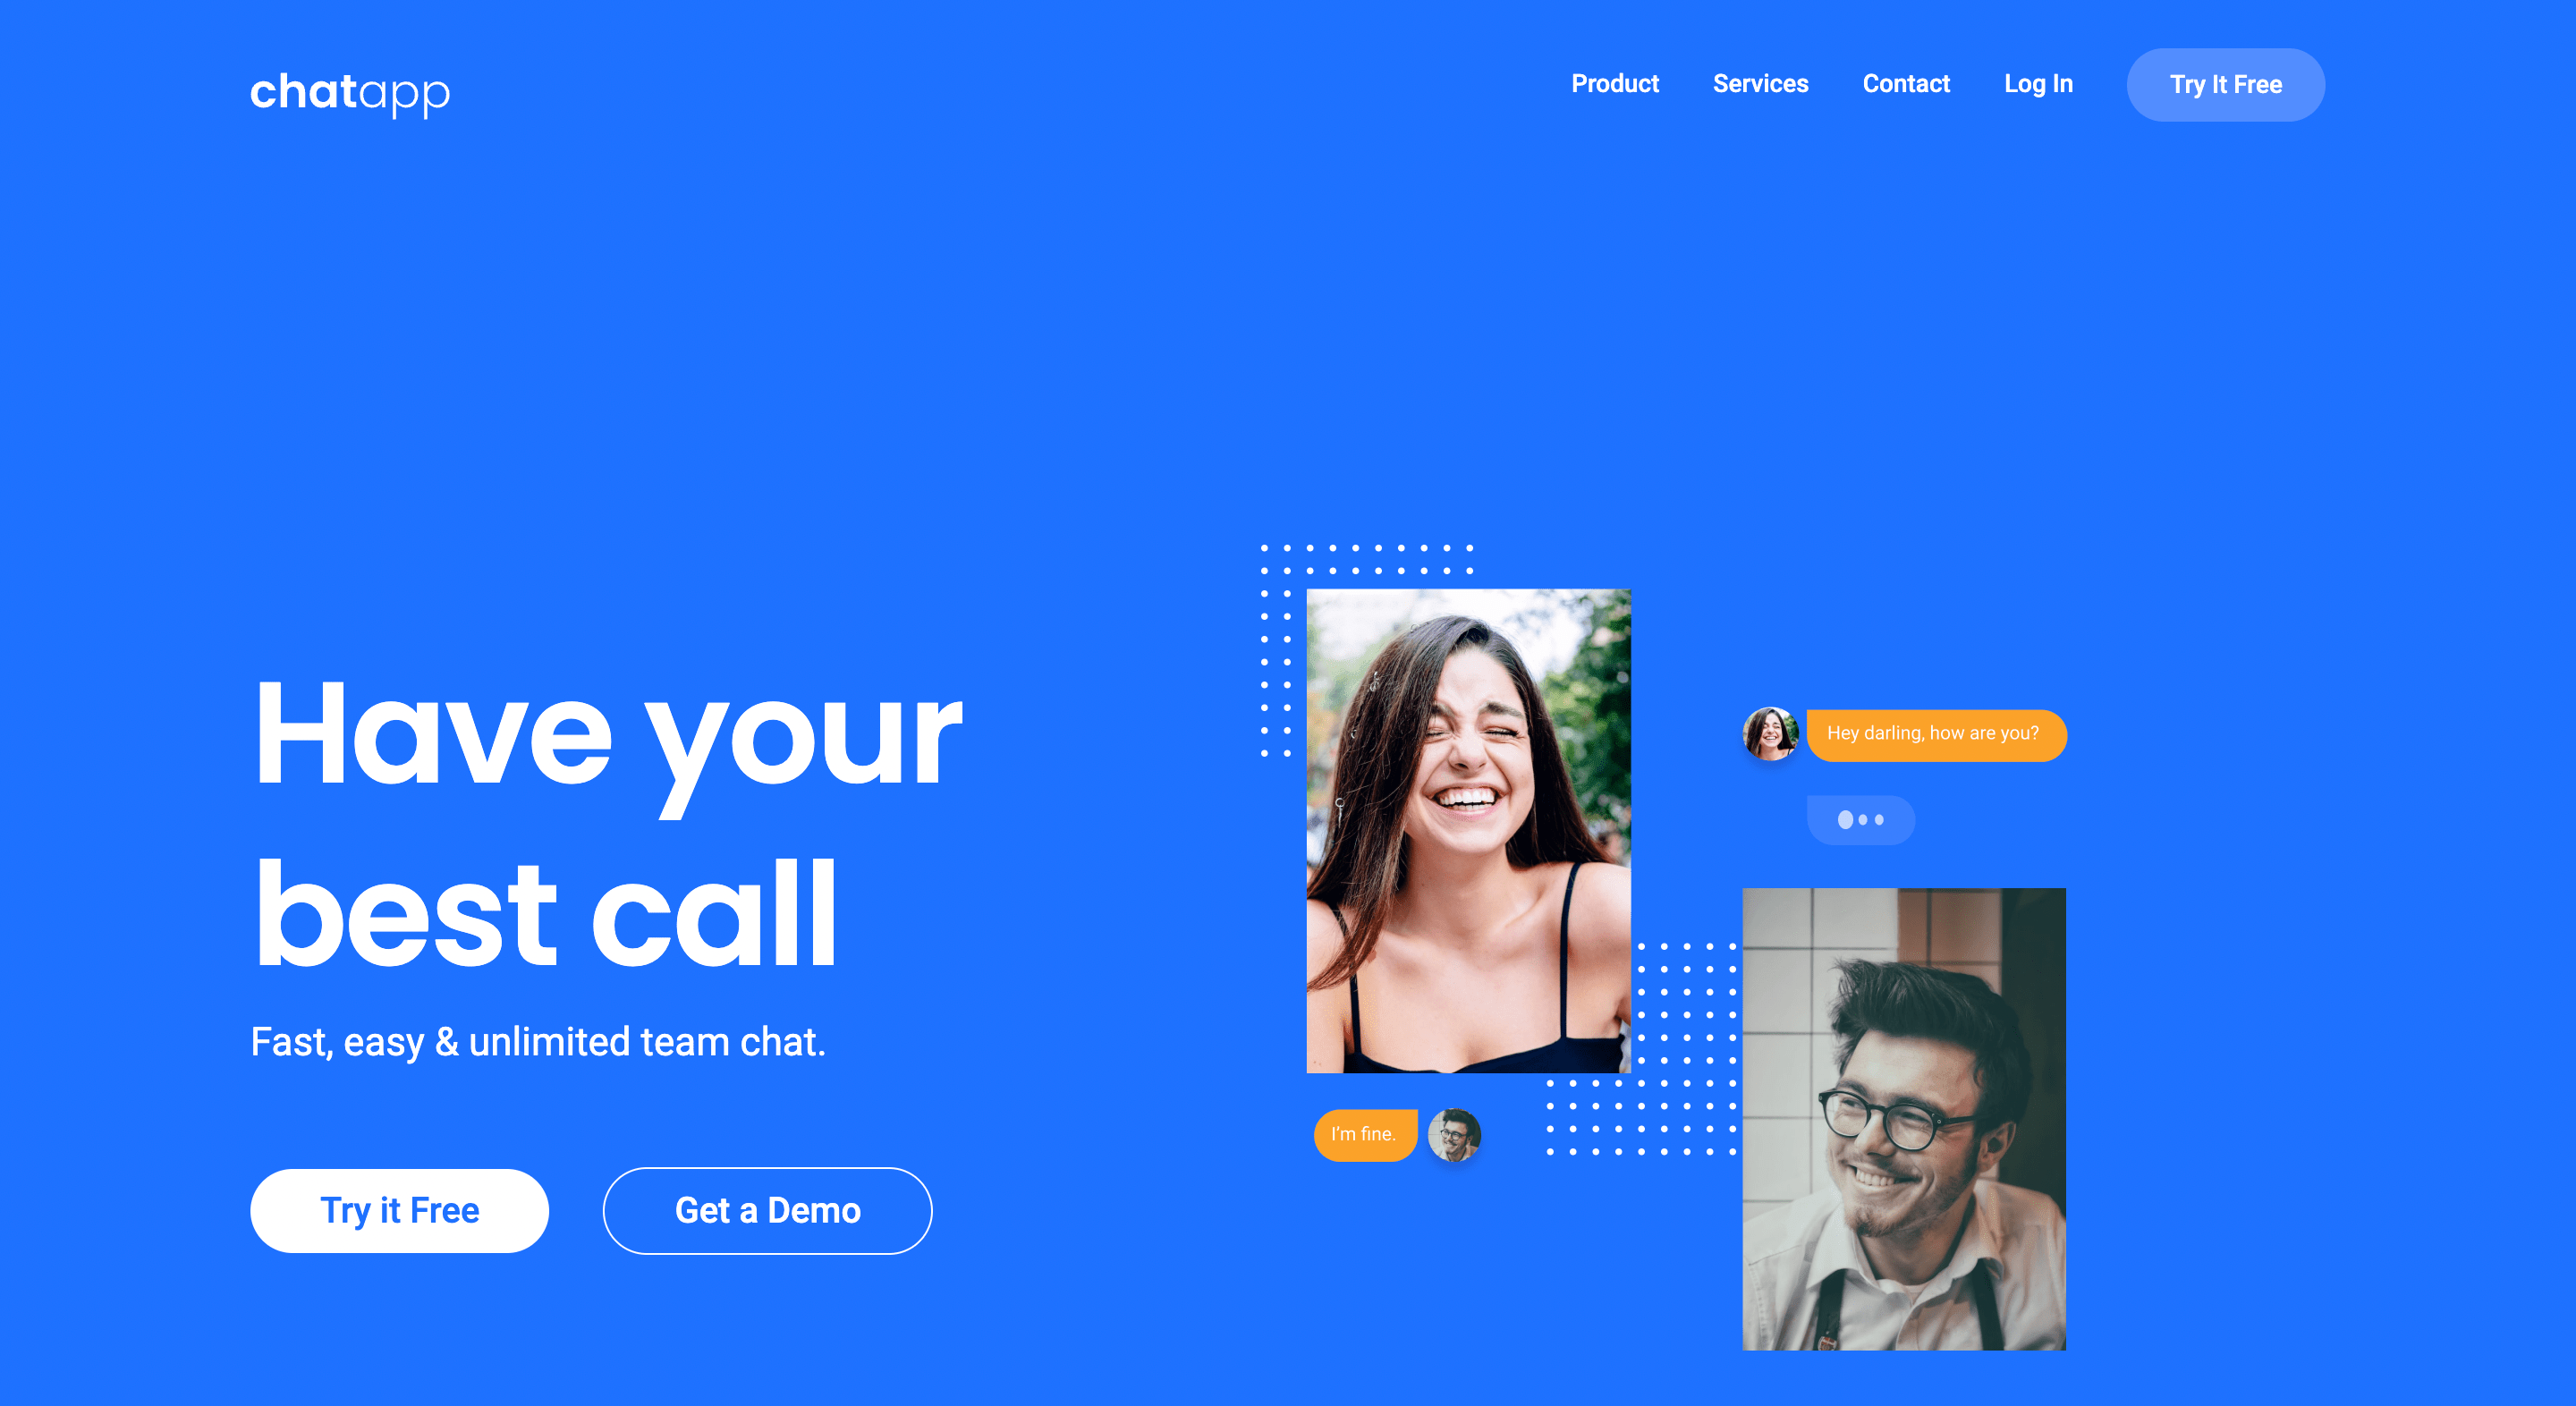 chatapp
Product Services Contact Log In Try It Free
Have your
best call
Fast, easy & unlimited team chat.
Try it Free Get a Demo
Hey darling, how are you?
I'm fine.